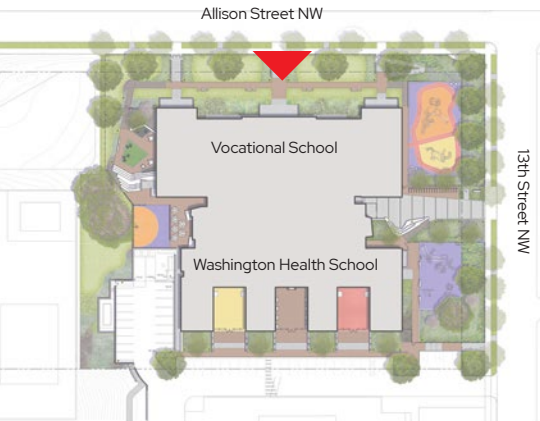 Allison Street NW
Vocational School
13th Street NW
Washington Health School